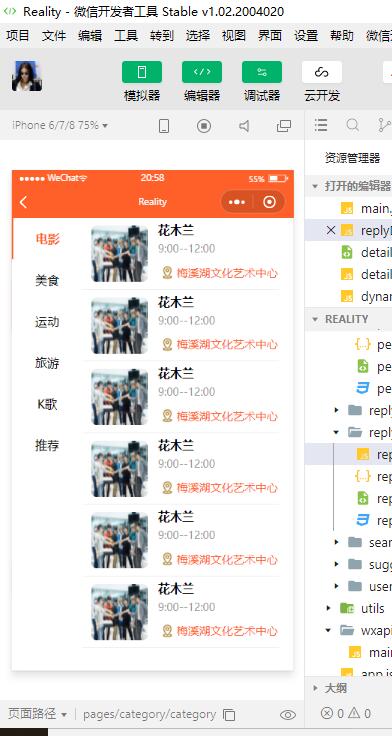 Reality - 微信开发者工具 Stable v1.02.2004020
项目 文件 编辑 工具 转到 选择 视图 界面 设置 帮助
模拟器 编辑器 调试器 云开发
iPhone 6/7/8 75%
资源管理器
打开的编辑器
main.
reply
detail
detail
dynar
REALITY
pe
pe
pe
reply
reply
rep
rep
rep
rep
sear
sugg
user
utils
wxapi
main
app.js
大纲
WeChat 20:58 55%
Reality
电影
美食
运动
旅游
K歌
推荐
花木兰
9:00--12:00
梅溪湖文化艺术中心
花木兰
9:00--12:00
梅溪湖文化艺术中心
花木兰
9:00--12:00
梅溪湖文化艺术中心
花木兰
9:00--12:00
梅溪湖文化艺术中心
花木兰
9:00--12:00
梅溪湖文化艺术中心
花木兰
9:00--12:00
梅溪湖文化艺术中心
页面路径 pages/category/category
0 0